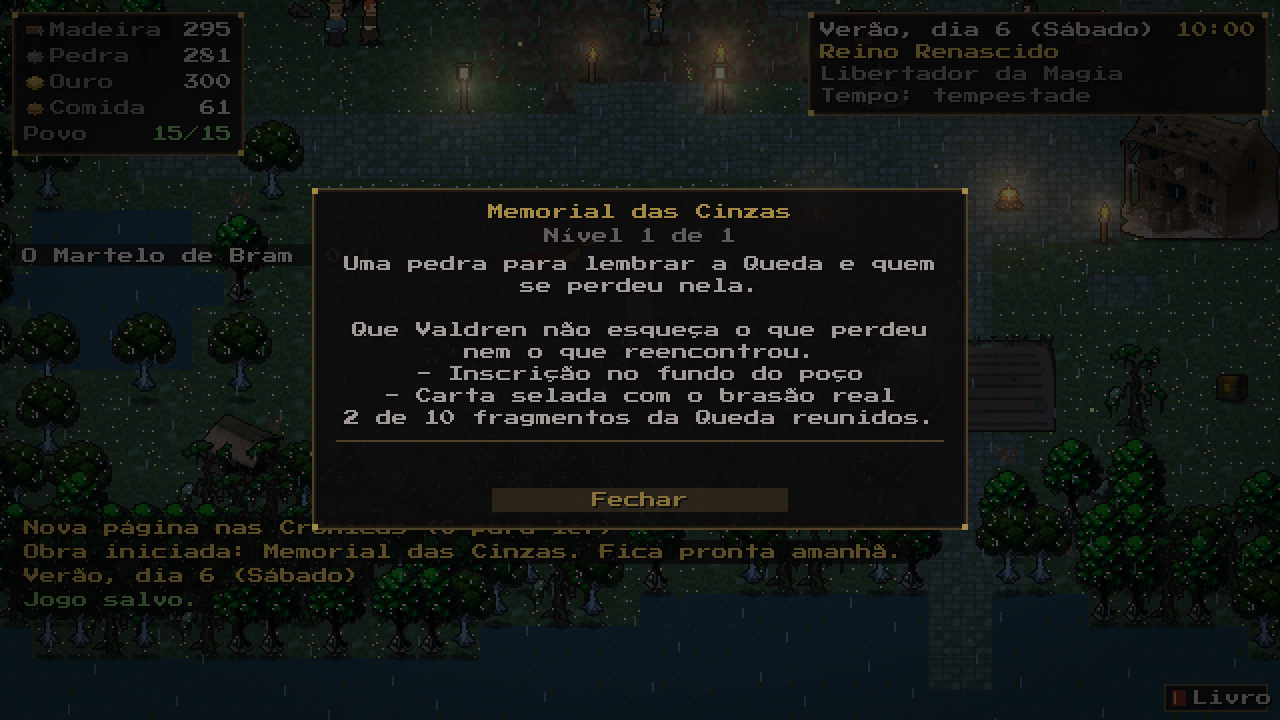 Madeira 295
Pedra 281
Ouro 300
Comida 61
Povo 15/15
Verão, dia 6 (Sábado) 10:00
Reino Renascido
Libertador da Magia
Tempo: tempestade
O Martelo de Bram
Memorial das Cinzas
Nível 1 de 1
Uma pedra para lembrar a Queda e quem
se perdeu nela.
Que Valdren não esqueça o que perdeu
nem o que reencontrou.
- Inscrição no fundo do poço
- Carta selada com o brasão real
2 de 10 fragmentos da Queda reunidos.
Fechar
Nova página nas Crônicas (C para ler)
Obra iniciada: Memorial das Cinzas. Fica pronta amanhã.
Verão, dia 6 (Sábado)
Jogo salvo.
Livro